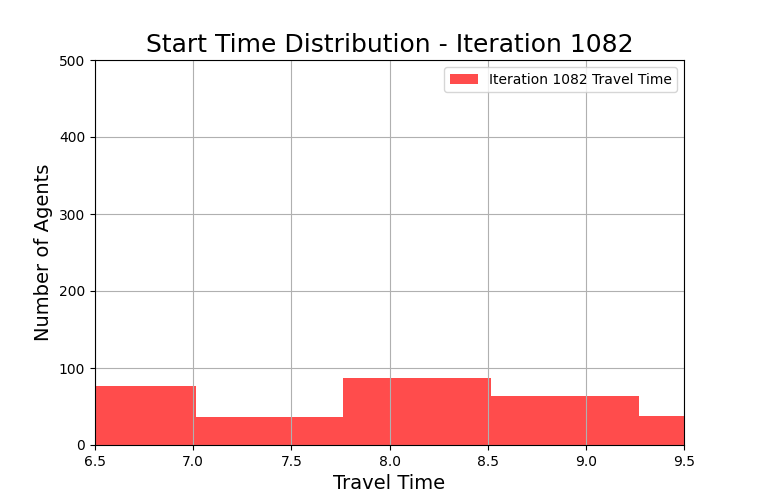 Start Time Distribution - Iteration 1082
500
Iteration 1082 Travel Time
400
300
200
100
0
Number of Agents
6.5 7.0 7.5 8.0 8.5 9.0 9.5
Travel Time